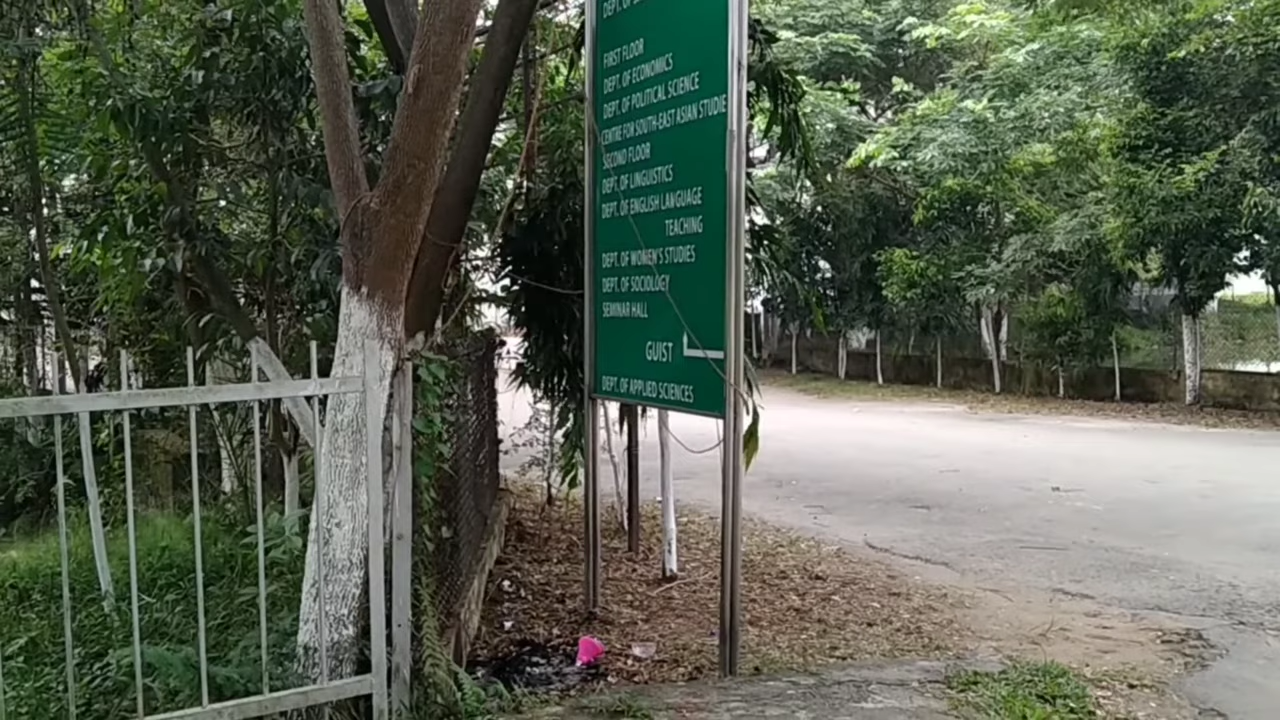 DEPT. OF
FIRST FLOOR
DEPT. OF ECONOMICS
DEPT. OF POLITICAL SCIENCE
CENTRE FOR SOUTH-EAST ASIAN STUDIE
SECOND FLOOR
DEPT. OF LINGUISTICS
DEPT. OF ENGLISH LANGUAGE
TEACHING
DEPT. OF WOMEN'S STUDIES
DEPT. OF SOCIOLOGY
SEMINAR HALL
GUIST
DEPT. OF APPLIED SCIENCES